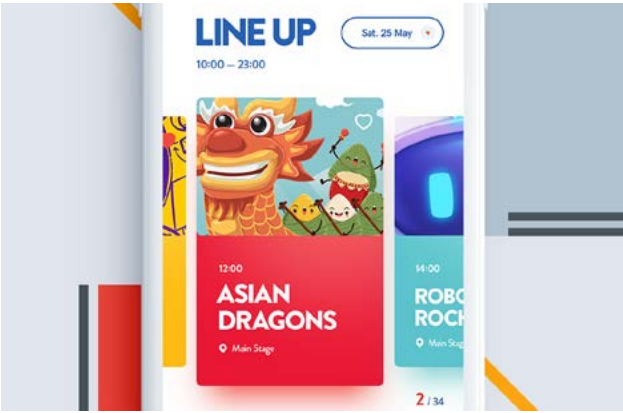 LINE UP
Sat. 25 May
10:00 – 23:00
12:00
ASIAN
DRAGONS
Main Stage
14:00
ROBO
ROCK
Main Stag
2 / 34